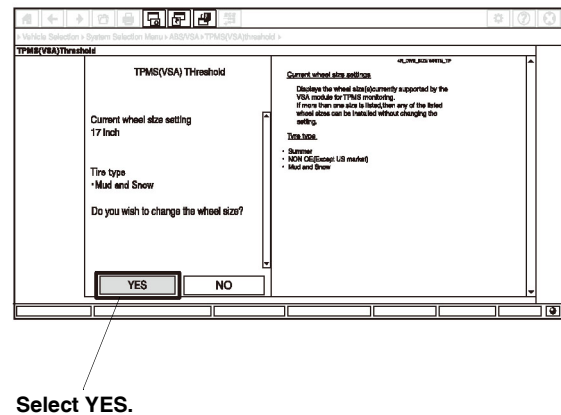 Vehicle Selection > System Selection Menu > ABS/VSA > TPMS(VSA)threshold >
TPMS(VSA)Threshold
TPMS(VSA) THreshold
Current wheel size setting
17 Inch
Tire type
•Mud and Snow
Do you wish to change the wheel size?
YES
NO
Current wheel size settings
Displays the wheel size(s)currently supported by the
VSA module for TPMS monitoring.
If more than one size is listed,then any of the listed
wheel sizes can be installed without changing the
setting.
Tyre type
• Summer
• NON OE(Except US market)
• Mud and Snow
Select YES.